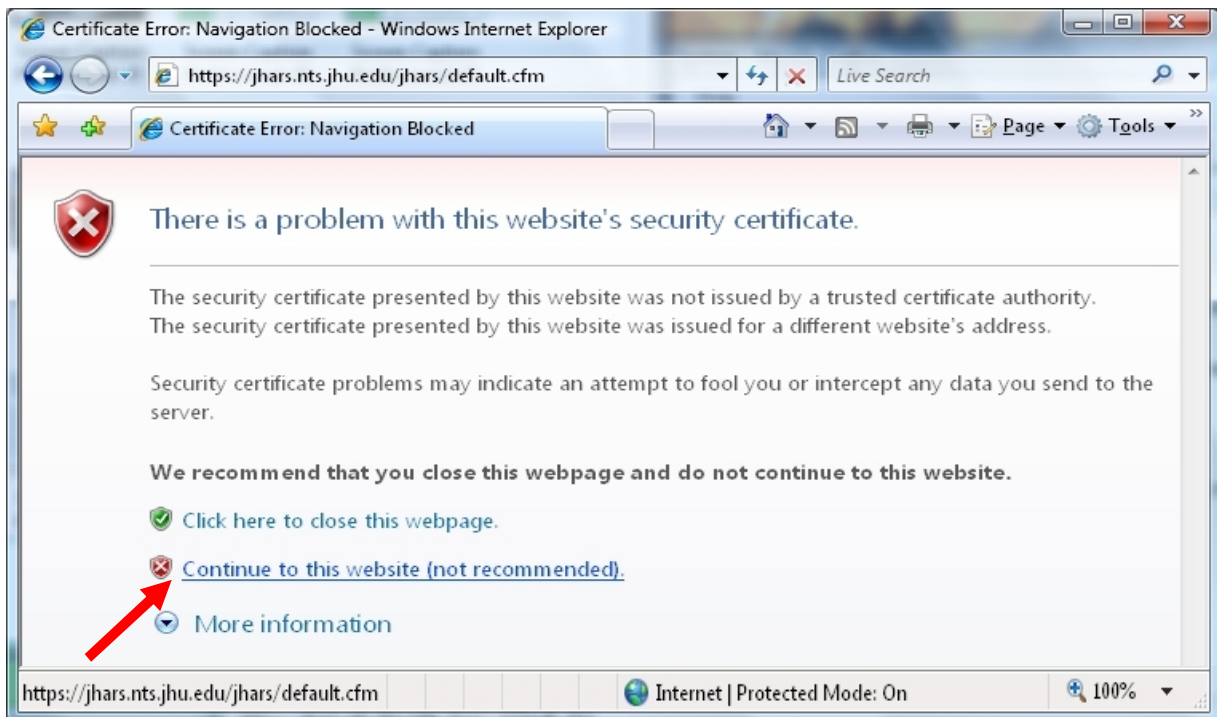 Certificate Error: Navigation Blocked - Windows Internet Explorer
https://jhars.nts.jhu.edu/jhars/default.cfm
Live Search
Certificate Error: Navigation Blocked
Page
Tools
There is a problem with this website's security certificate.
The security certificate presented by this website was not issued by a trusted certificate authority.
The security certificate presented by this website was issued for a different website's address.
Security certificate problems may indicate an attempt to fool you or intercept any data you send to the
server.
We recommend that you close this webpage and do not continue to this website.
Click here to close this webpage.
Continue to this website (not recommended).
More information
https://jhars.nts.jhu.edu/jhars/default.cfm
Internet | Protected Mode: On
100%